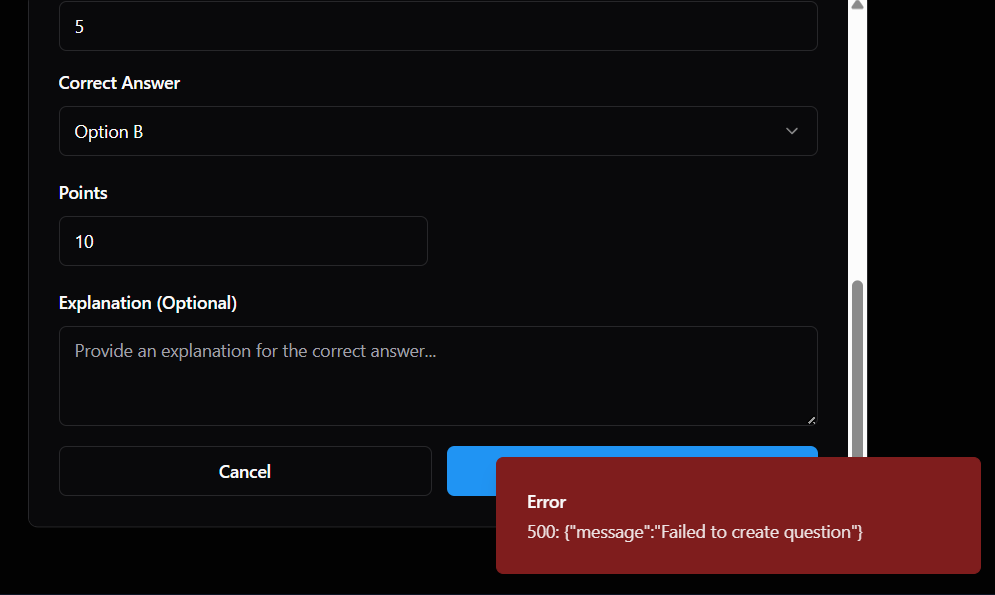 5
Correct Answer
Option B
Points
10
Explanation (Optional)
Provide an explanation for the correct answer...
Cancel
Error
500: {"message":"Failed to create question"}